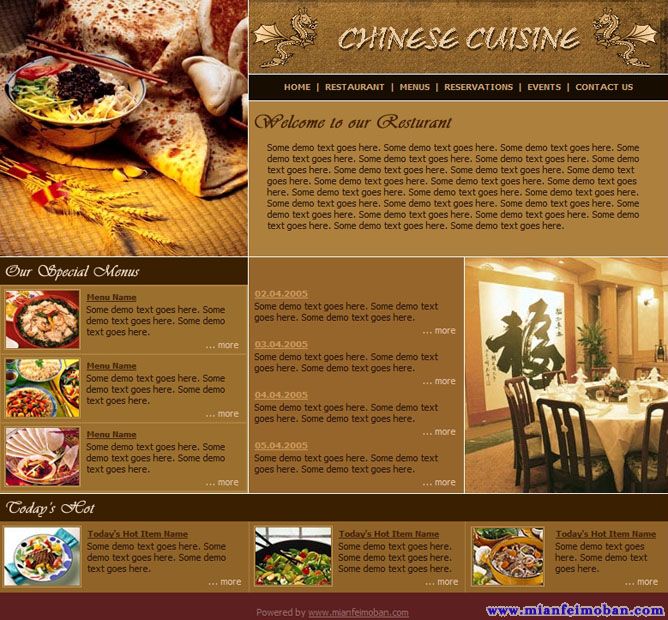 CHINESE CUISINE
HOME | RESTAURANT | MENUS | RESERVATIONS | EVENTS | CONTACT US
Welcome to our Resturant
Some demo text goes here. Some demo text goes here. Some demo text goes here. Some
demo text goes here. Some demo text goes here. Some demo text goes here. Some demo
text goes here. Some demo text goes here. Some demo text goes here. Some demo text
goes here. Some demo text goes here. Some demo text goes here. Some demo text goes
here. Some demo text goes here. Some demo text goes here. Some demo text goes here.
Some demo text goes here. Some demo text goes here. Some demo text goes here. Some
demo text goes here. Some demo text goes here. Some demo text goes here. Some demo
text goes here. Some demo text goes here. Some demo text goes here.
Our Special Menus
Menu Name
Some demo text goes here. Some
demo text goes here. Some demo
text goes here.
... more
Menu Name
Some demo text goes here. Some
demo text goes here. Some demo
text goes here.
... more
Menu Name
Some demo text goes here. Some
demo text goes here. Some demo
text goes here.
... more
02.04.2005
Some demo text goes here. Some demo text
goes here. Some demo text goes here.
... more
03.04.2005
Some demo text goes here. Some demo text
goes here. Some demo text goes here.
... more
04.04.2005
Some demo text goes here. Some demo text
goes here. Some demo text goes here.
... more
05.04.2005
Some demo text goes here. Some demo text
goes here. Some demo text goes here.
... more
福
Today's Hot
Today's Hot Item Name
Some demo text goes here. Some
demo text goes here. Some demo
text goes here.
... more
Today's Hot Item Name
Some demo text goes here.
Some demo text goes here.
Some demo text goes here.
... more
Today's Hot Item Name
Some demo text goes
here. Some demo text
goes here. Some demo
text goes here.
... more
Powered by www.mianfeimoban.com
www.mianfeimoban.com